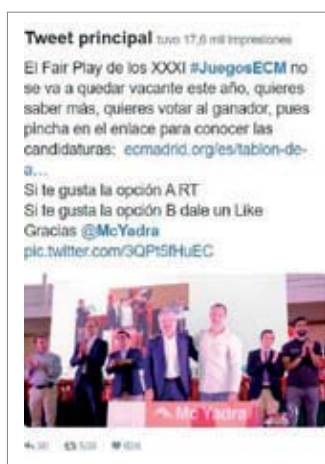 Tweet principal tuvo 17,6 mil impresiones
El Fair Play de los XXXI #JuegosECM no
se va a quedar vacante este año, quieres
saber más, quieres votar al ganador, pues
pincha en el enlace para conocer las
candidaturas: ecmadrid.org/es/tablon-de-
a...
Si te gusta la opción A RT
Si te gusta la opción B dale un Like
Gracias @McYadra
pic.twitter.com/3QPtSfHuEC
Mc Yadra